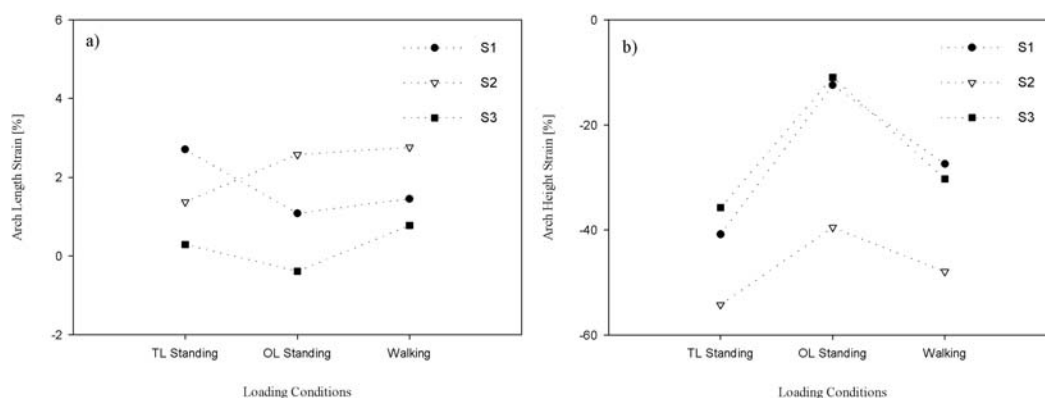 a)
S1
S2
S3
6
4
2
0
-2
Arch Length Strain [%]
TL Standing
OL Standing
Walking
Loading Conditions
b)
S1
S2
S3
0
-20
-40
-60
Arch Height Strain [%]
TL Standing
OL Standing
Walking
Loading Conditions